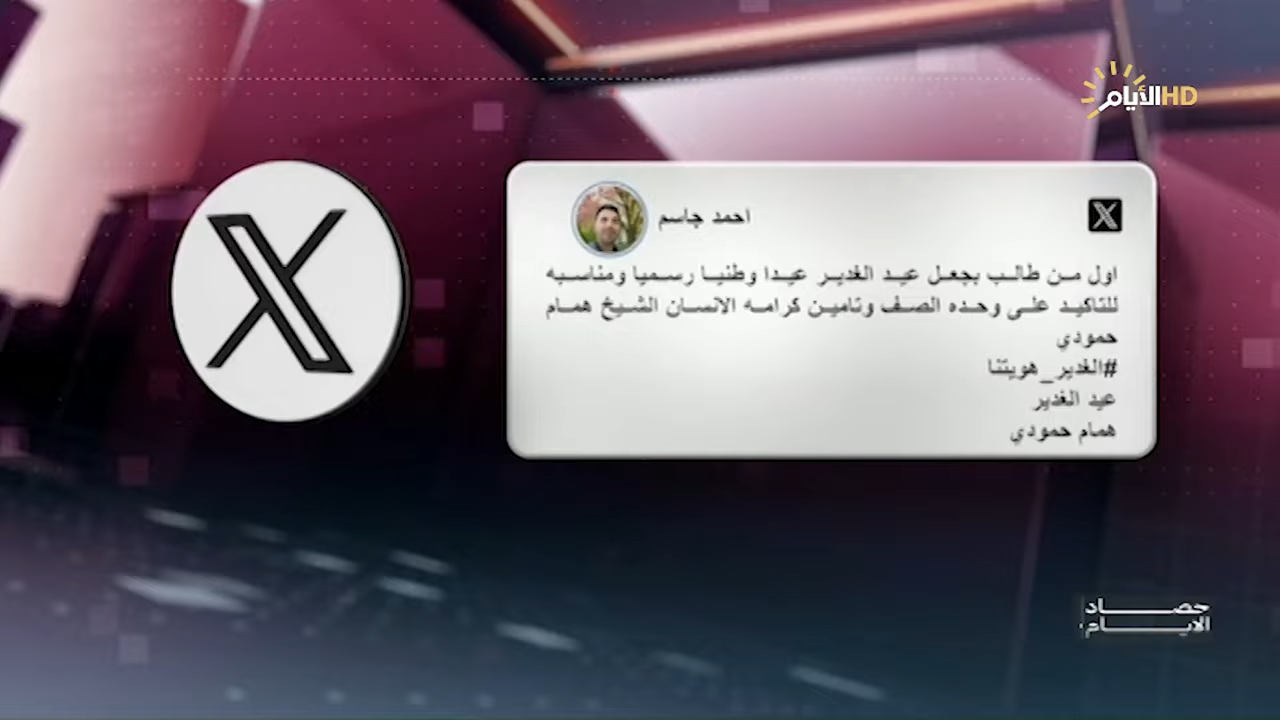 الأيام HD
احمد جاسم
اول من طالب بجعل عيد الغدير عيدا وطنيا رسميا ومناسبه
للتاكيد على وحده الصف وتامين كرامه الانسان الشيخ همام
حمودي
#الغدير_هويتنا
عيد الغدير
همام حمودي
حصاد
الايام